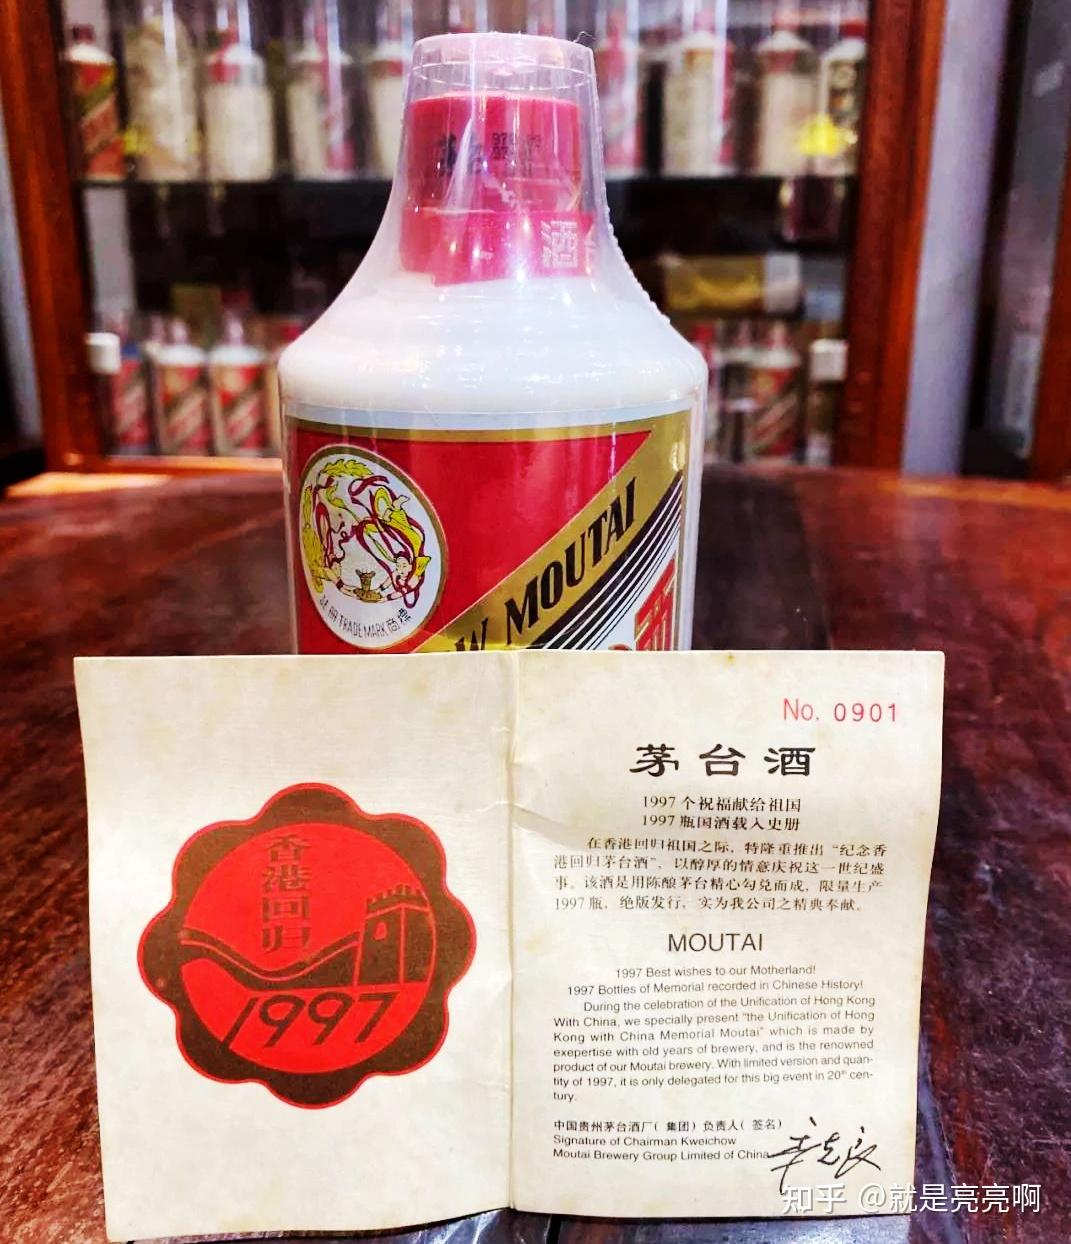 酒
W MOUTAI
TRADE MARK 商標
No. 0901
茅台酒
1997个祝福献给祖国
1997瓶国酒载入史册
在香港回归祖国之际，特隆重推出“纪念香
港回归茅台酒”，以醇厚的情意庆祝这一世纪盛
事。该酒是用陈酿茅台精心勾兑而成，限量生产
1997瓶，绝版发行，实为我公司之精典奉献。
MOUTAI
1997 Best wishes to our Motherland!
1997 Bottles of Memorial recorded in Chinese History!
During the celebration of the Unification of Hong Kong
With China, we specially present "the Unification of Hong
Kong with China Memorial Moutai" which is made by
exepertise with old years of brewery, and is the renowned
product of our Moutai brewery. With limited version and quan-
tity of 1997, it is only delegated for this big event in 20th cen-
tury.
中国贵州茅台酒厂（集团）负责人（签名）
Signature of Chairman Kweichow
Moutai Brewery Group Limited of China
香港回归
1997
知乎 @就是亮亮啊